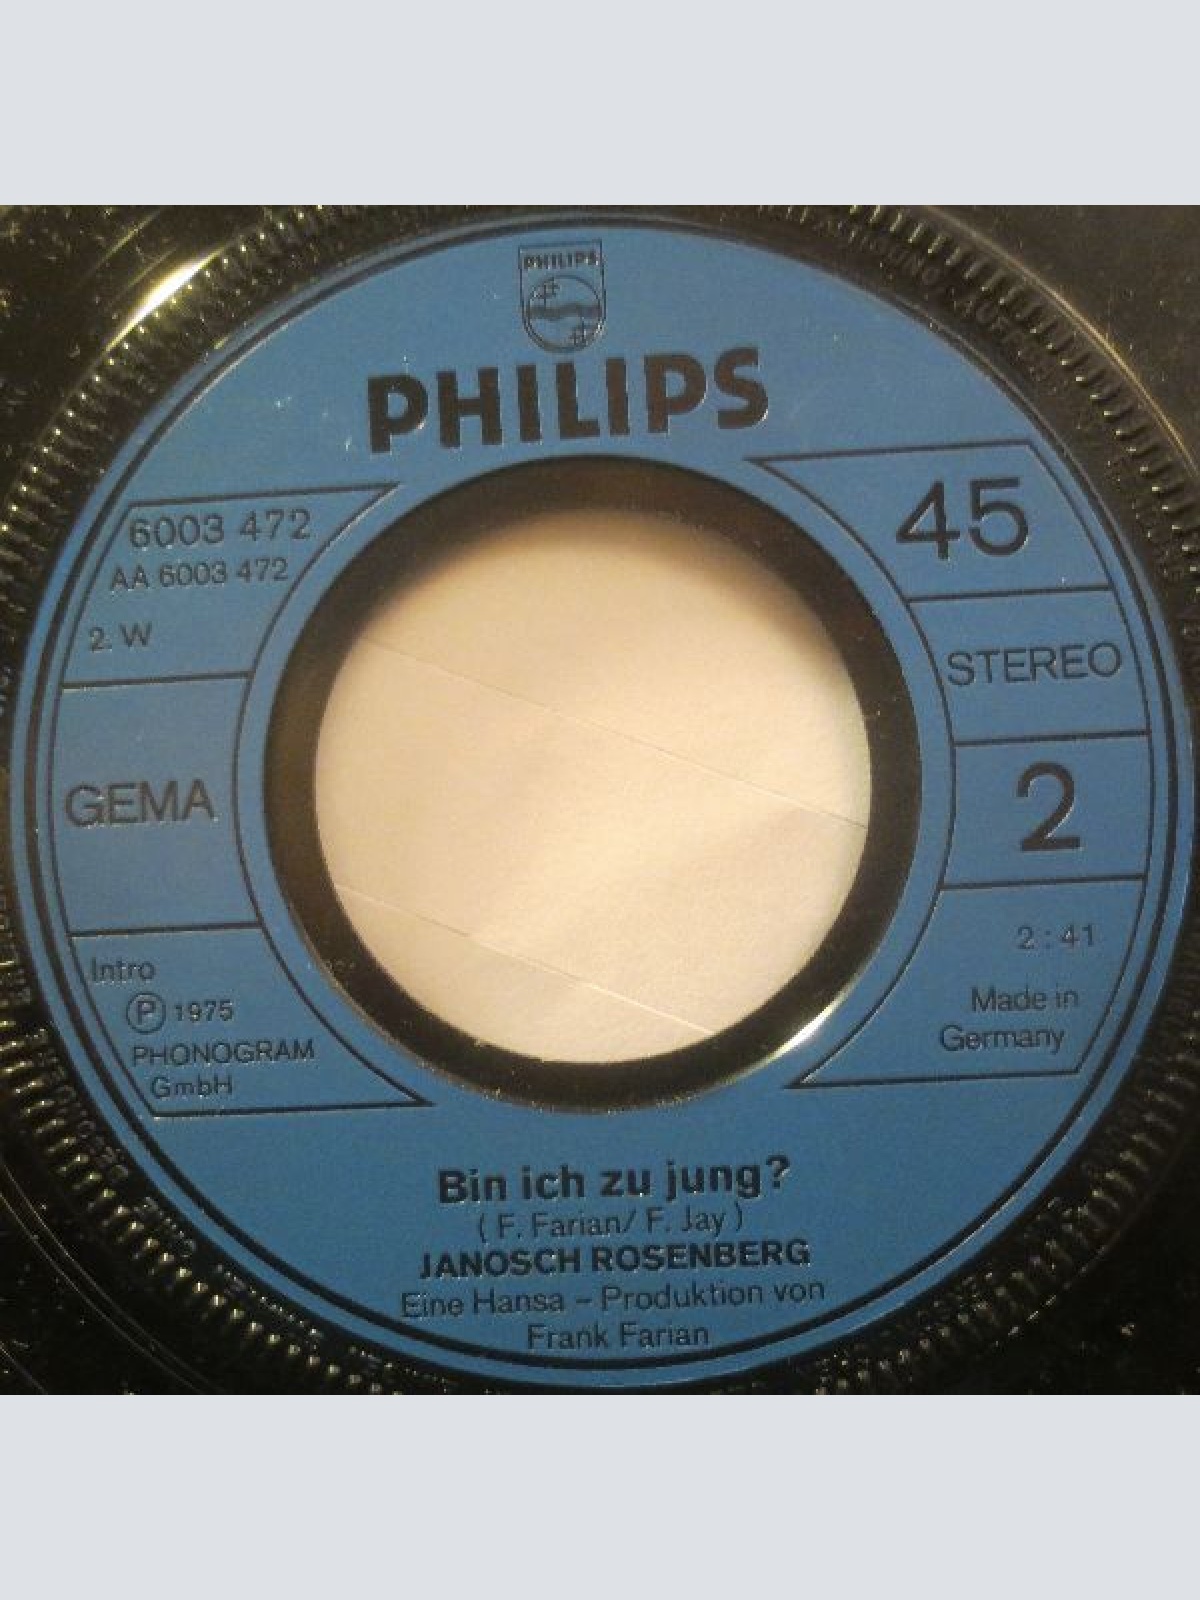 PHILIPS
PHILIPS
6003 472
AA 6003 472
2. W
GEMA
Intro
Ⓟ 1975
PHONOGRAM
GmbH
45
STEREO
2
2 : 41
Made in
Germany
Bin ich zu jung?
( F. Farian/ F. Jay )
JANOSCH ROSENBERG
Eine Hansa – Produktion von
Frank Farian